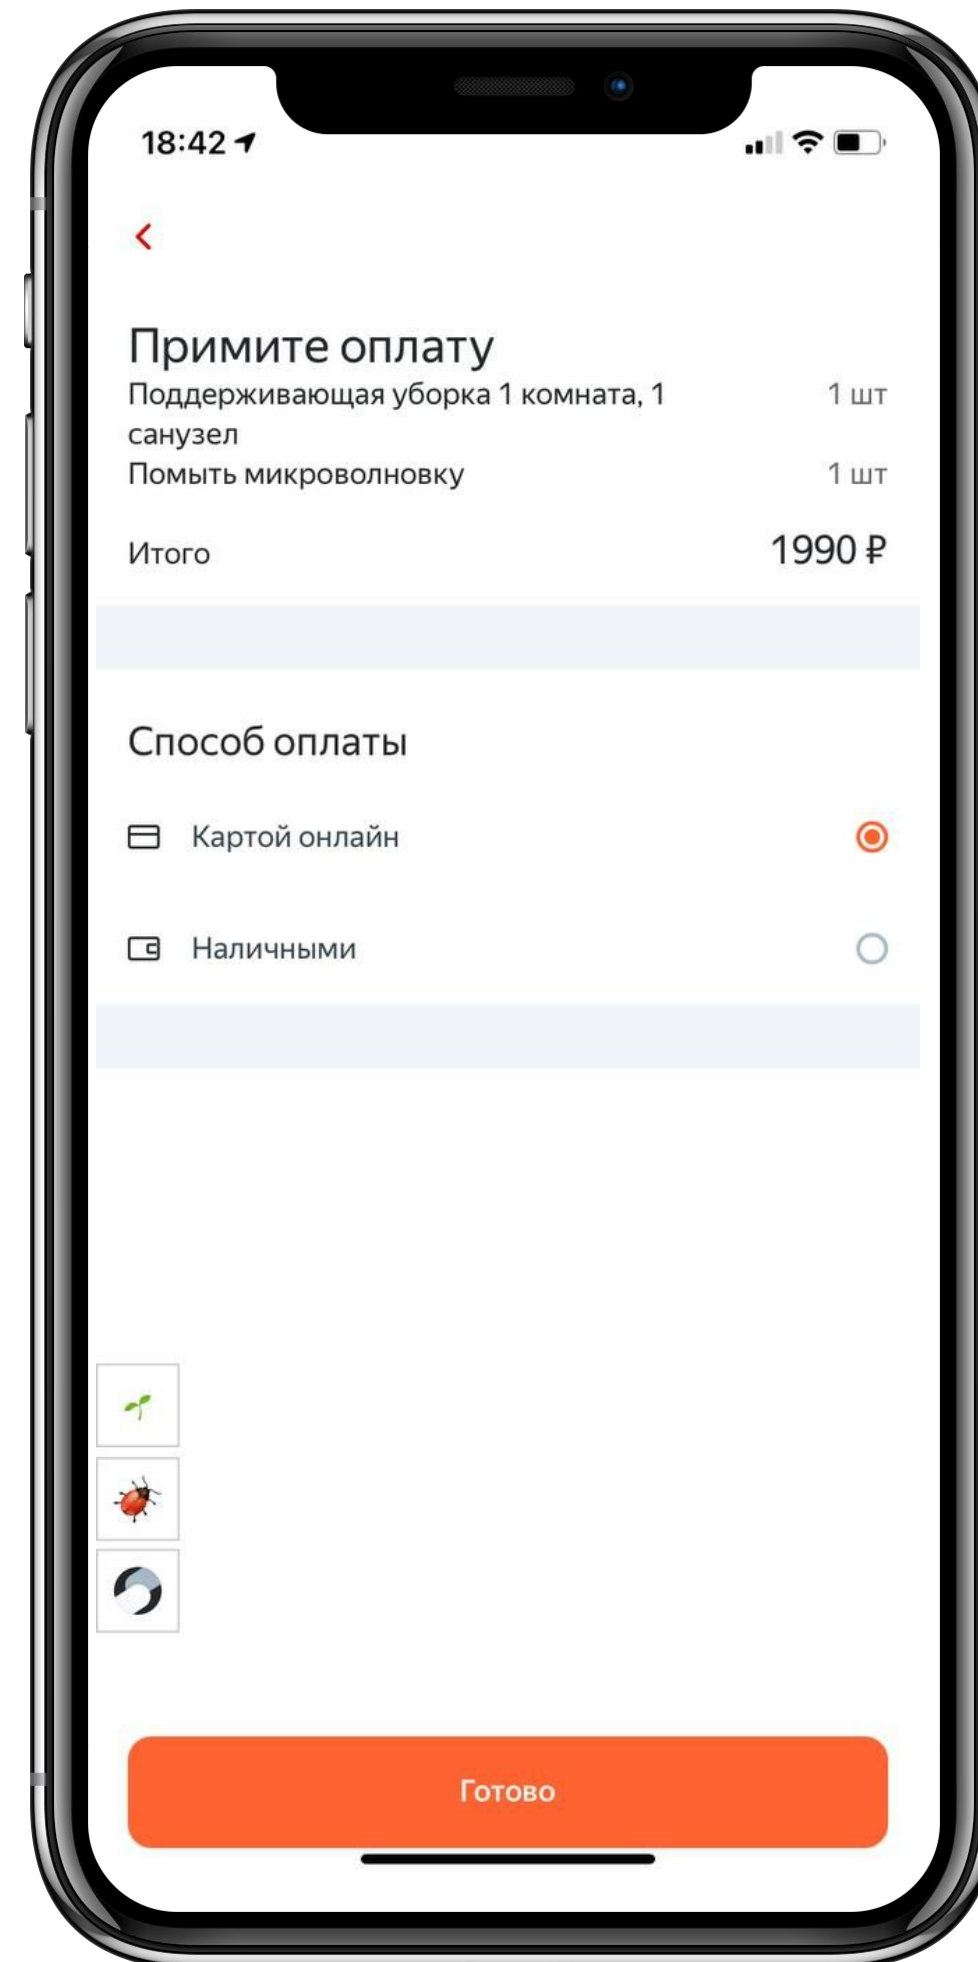 18:42
Примите оплату
Поддерживающая уборка 1 комната, 1 1 шт
санузел
Помыть микроволновку 1 шт
Итого 1990 ₽
Способ оплаты
Картой онлайн
Наличными
Готово